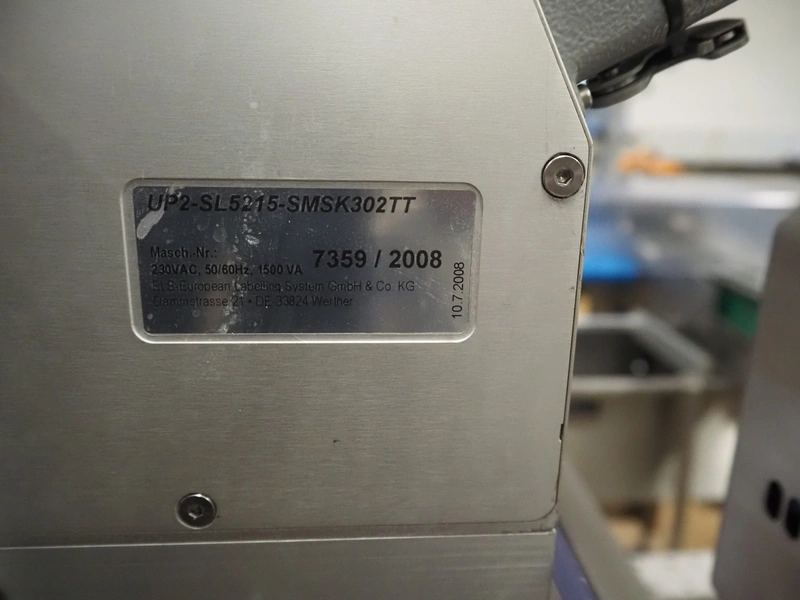 UP2-SL5215-SMSK302TT
Masch.-Nr.: 7359 / 2008
230VAC, 50/60Hz, 1500 VA
ELS European Labelling System GmbH & Co. KG
21 • DE 33824 Werther
10.7.2008